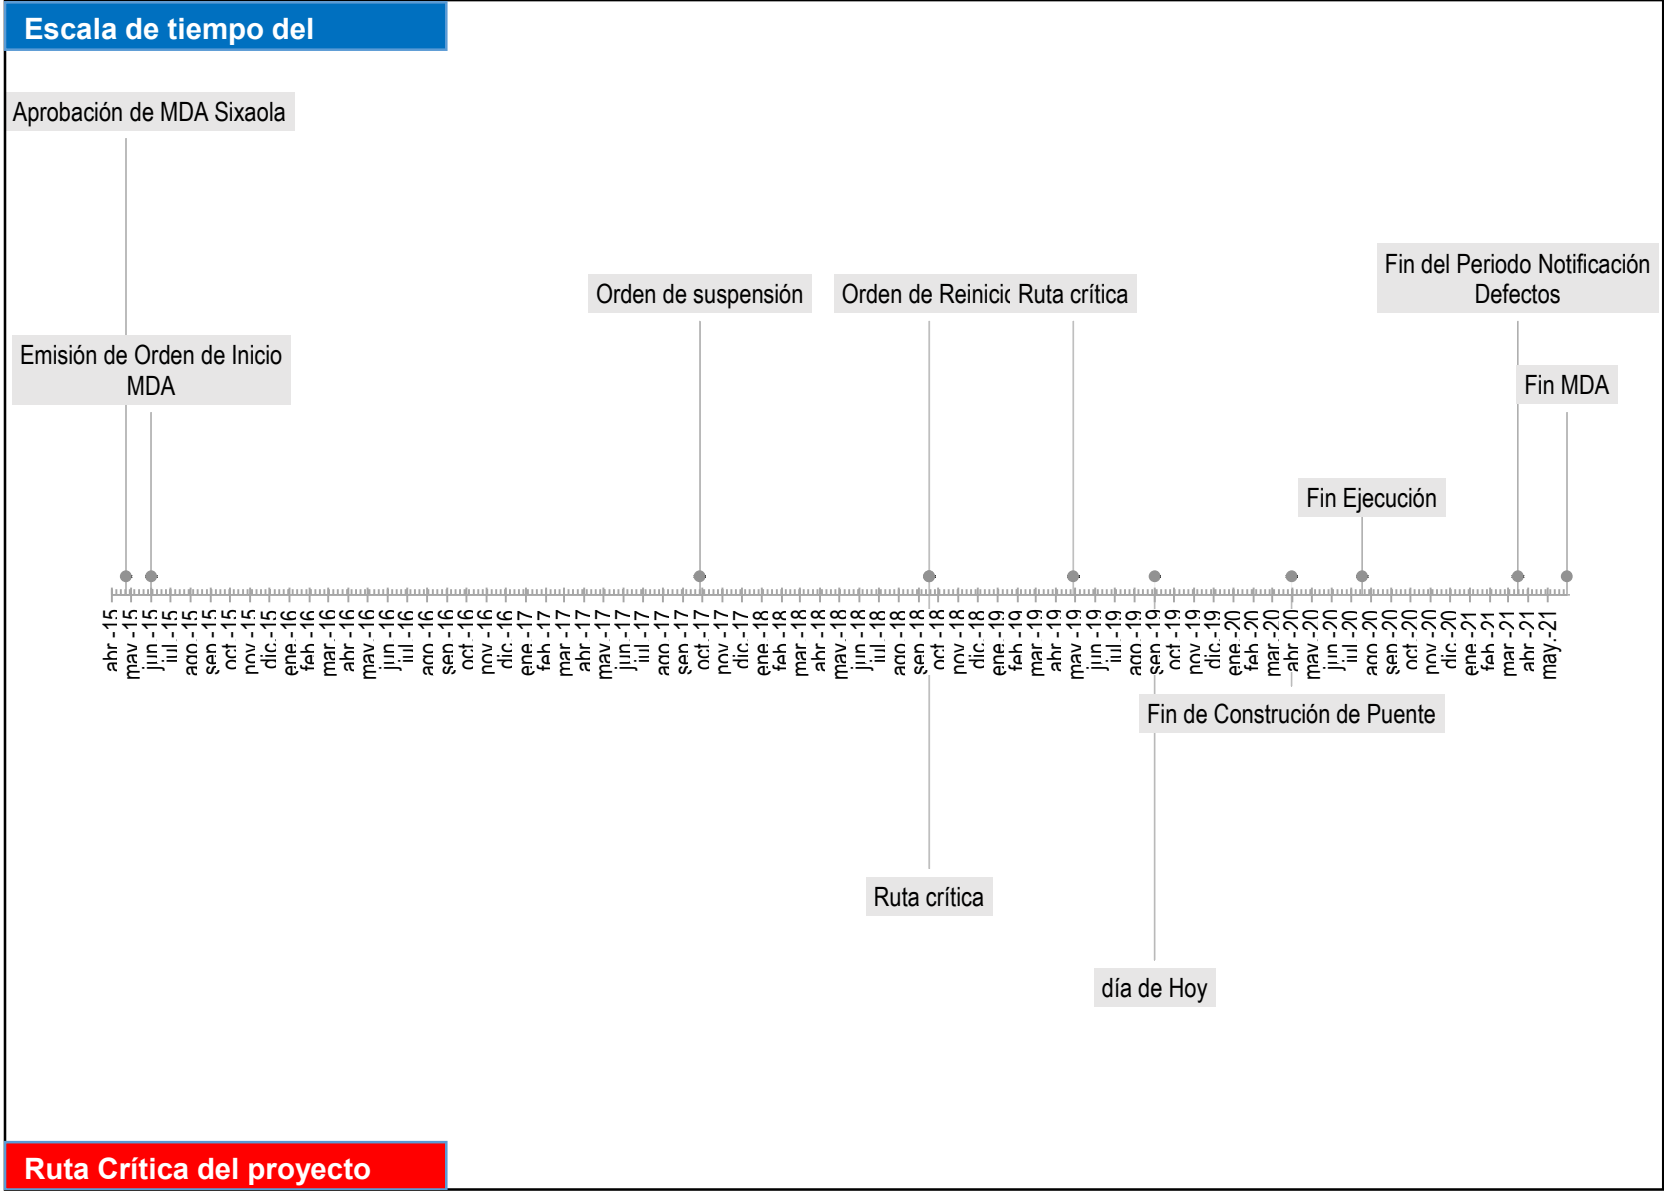 Escala de tiempo del
Aprobación de MDA Sixaola
Fin del Periodo Notificación
Defectos
Orden de suspensión
Orden de Reinicio
Ruta crítica
Emisión de Orden de Inicio
MDA
Fin MDA
Fin Ejecución
abr.-15
may.-15
jun.-15
jul.-15
ago.-15
sep.-15
oct.-15
nov.-15
dic.-15
ene.-16
feb.-16
mar.-16
abr.-16
may.-16
jun.-16
jul.-16
ago.-16
sep.-16
oct.-16
nov.-16
dic.-16
ene.-17
feb.-17
mar.-17
abr.-17
may.-17
jun.-17
jul.-17
ago.-17
sep.-17
oct.-17
nov.-17
dic.-17
ene.-18
feb.-18
mar.-18
abr.-18
may.-18
jun.-18
jul.-18
ago.-18
sep.-18
oct.-18
nov.-18
dic.-18
ene.-19
feb.-19
mar.-19
abr.-19
may.-19
jun.-19
jul.-19
ago.-19
sep.-19
oct.-19
nov.-19
dic.-19
ene.-20
feb.-20
mar.-20
abr.-20
may.-20
jun.-20
jul.-20
ago.-20
sep.-20
oct.-20
nov.-20
dic.-20
ene.-21
feb.-21
mar.-21
abr.-21
may.-21
Fin de Construción de Puente
Ruta crítica
día de Hoy
Ruta Crítica del proyecto